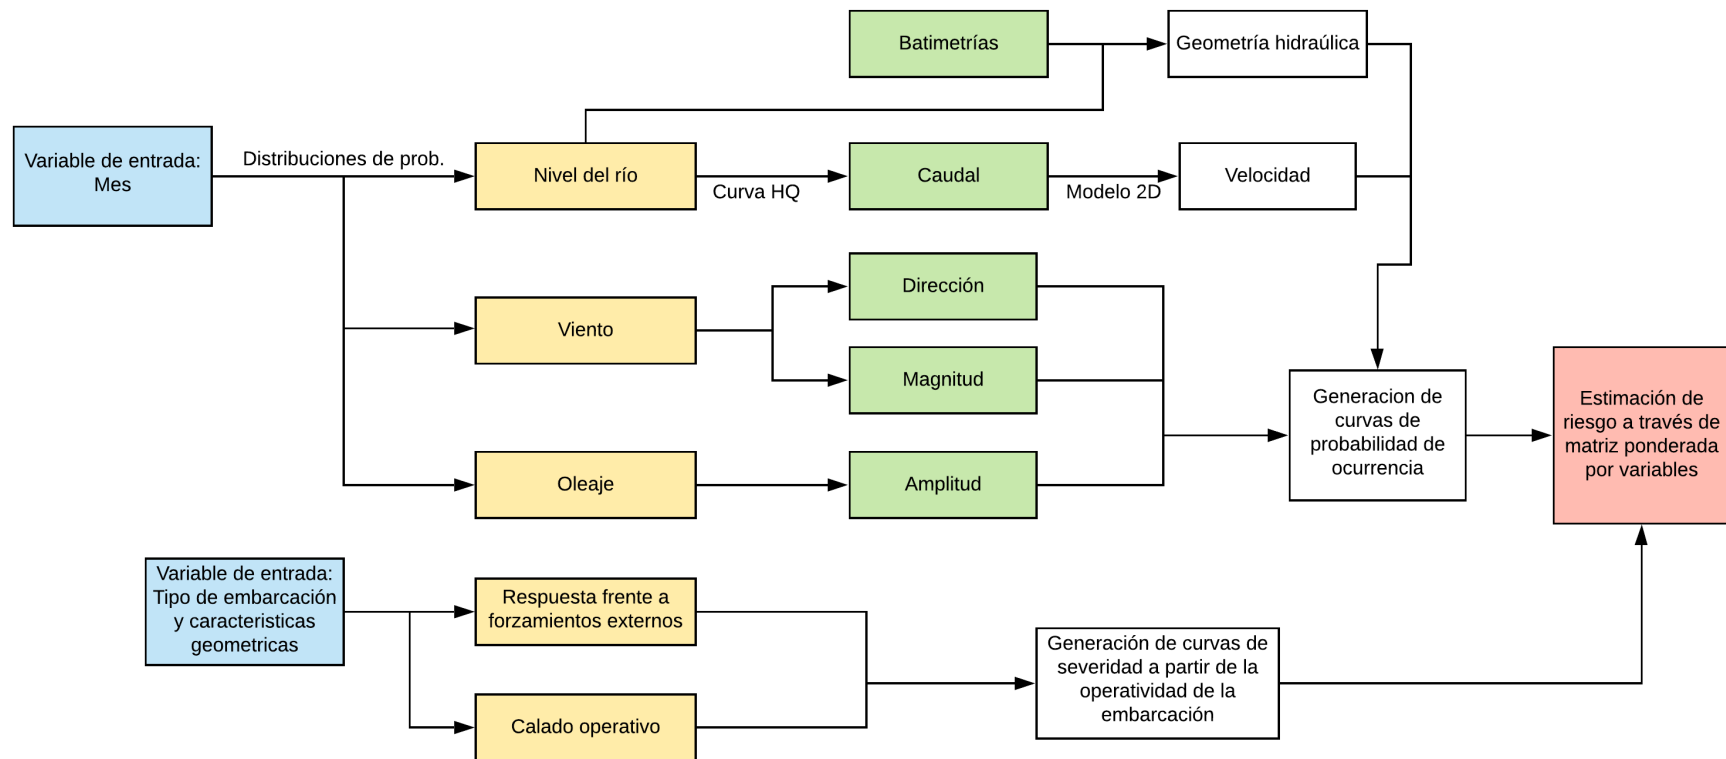 Batimetrías
Geometría hidraúlica
Variable de entrada:
Mes
Distribuciones de prob.
Nivel del río
Curva HQ
Caudal
Modelo 2D
Velocidad
Viento
Dirección
Magnitud
Oleaje
Amplitud
Generacion de
curvas de
probabilidad de
ocurrencia
Estimación de
riesgo a través de
matriz ponderada
por variables
Variable de entrada:
Tipo de embarcación
y caracteristicas
geometricas
Respuesta frente a
forzamientos externos
Calado operativo
Generación de curvas de
severidad a partir de la
operatividad de la
embarcación